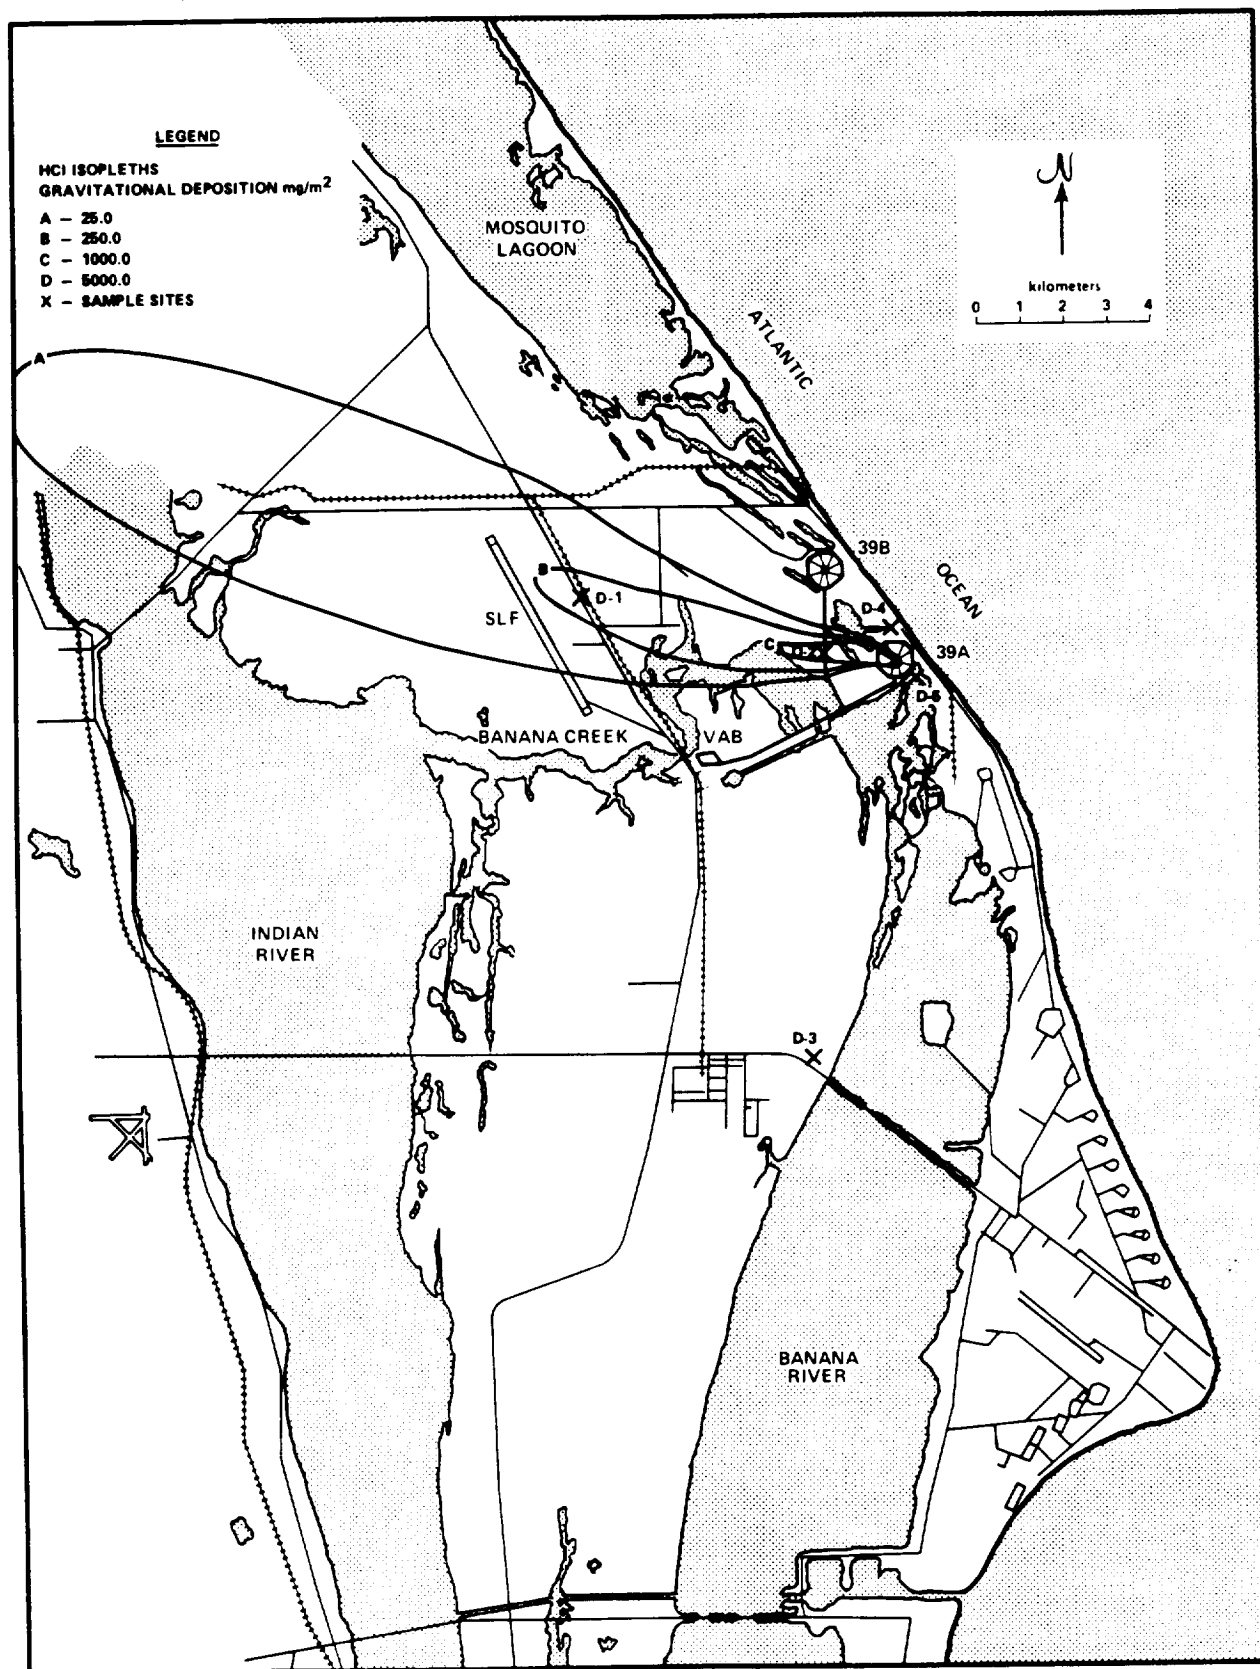 LEGEND
HCl ISOPLETHS
GRAVITATIONAL DEPOSITION mg/m²
A – 25.0
B – 250.0
C – 1000.0
D – 5000.0
X – SAMPLE SITES
N
kilometers
0 1 2 3 4
MOSQUITO
LAGOON
ATLANTIC
OCEAN
A
39B
B
D-1
SLF
D-4
C
D-2
39A
D-5
BANANA CREEK
VAB
INDIAN
RIVER
D-3
BANANA
RIVER